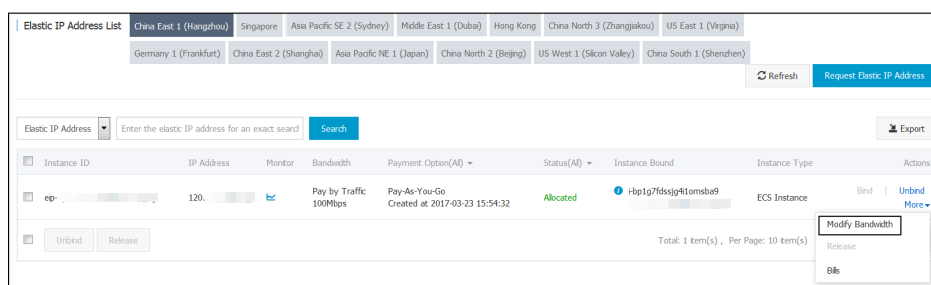 Elastic IP Address List China East 1 (Hangzhou) Singapore Asia Pacific SE 2 (Sydney) Middle East 1 (Dubai) Hong Kong China North 3 (Zhangjiakou) US East 1 (Virginia)
Germany 1 (Frankfurt) China East 2 (Shanghai) Asia Pacific NE 1 (Japan) China North 2 (Beijing) US West 1 (Silicon Valley) China South 1 (Shenzhen)
Refresh Request Elastic IP Address
Elastic IP Address Enter the elastic IP address for an exact searcl Search Export
Instance ID IP Address Monitor Bandwidth Payment Option(All) Status(All) Instance Bound Instance Type Actions
eip- 120. Pay by Traffic Pay-As-You-Go Allocated i-bp1g7fdssjg4i1omsba9 ECS Instance Bind | Unbind
100Mbps Created at 2017-03-23 15:54:32 More
Modify Bandwidth
Unbind Release Total: 1 item(s) , Per Page: 10 item(s)
Release
Bills